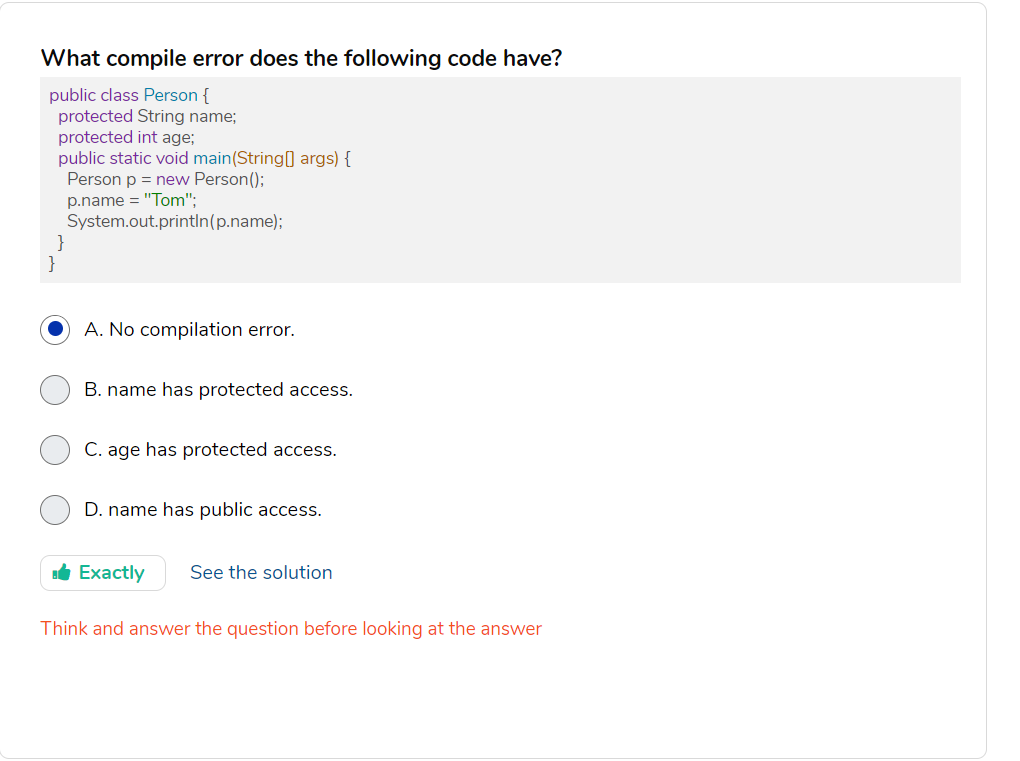 What compile error does the following code have?
public class Person {
protected String name;
protected int age;
public static void main(String[] args) {
Person p = new Person();
p.name = "Tom";
System.out.println(p.name);
}
}
A. No compilation error.
B. name has protected access.
C. age has protected access.
D. name has public access.
Exactly See the solution
Think and answer the question before looking at the answer